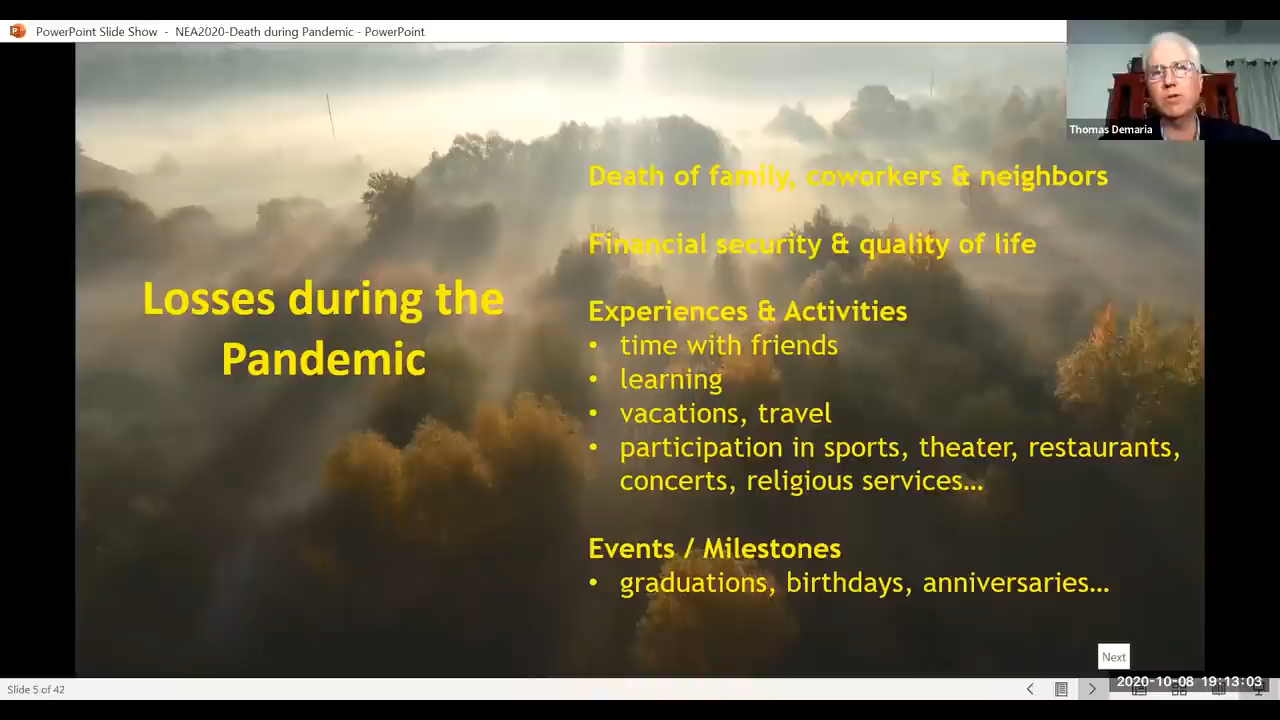 PowerPoint Slide Show - NEA2020-Death during Pandemic - PowerPoint
Thomas Demaria
Losses during the
Pandemic
Death of family, coworkers & neighbors
Financial security & quality of life
Experiences & Activities
• time with friends
• learning
• vacations, travel
• participation in sports, theater, restaurants,
concerts, religious services…
Events / Milestones
• graduations, birthdays, anniversaries…
Next
Slide 5 of 42
2020-10-08 19:13:03